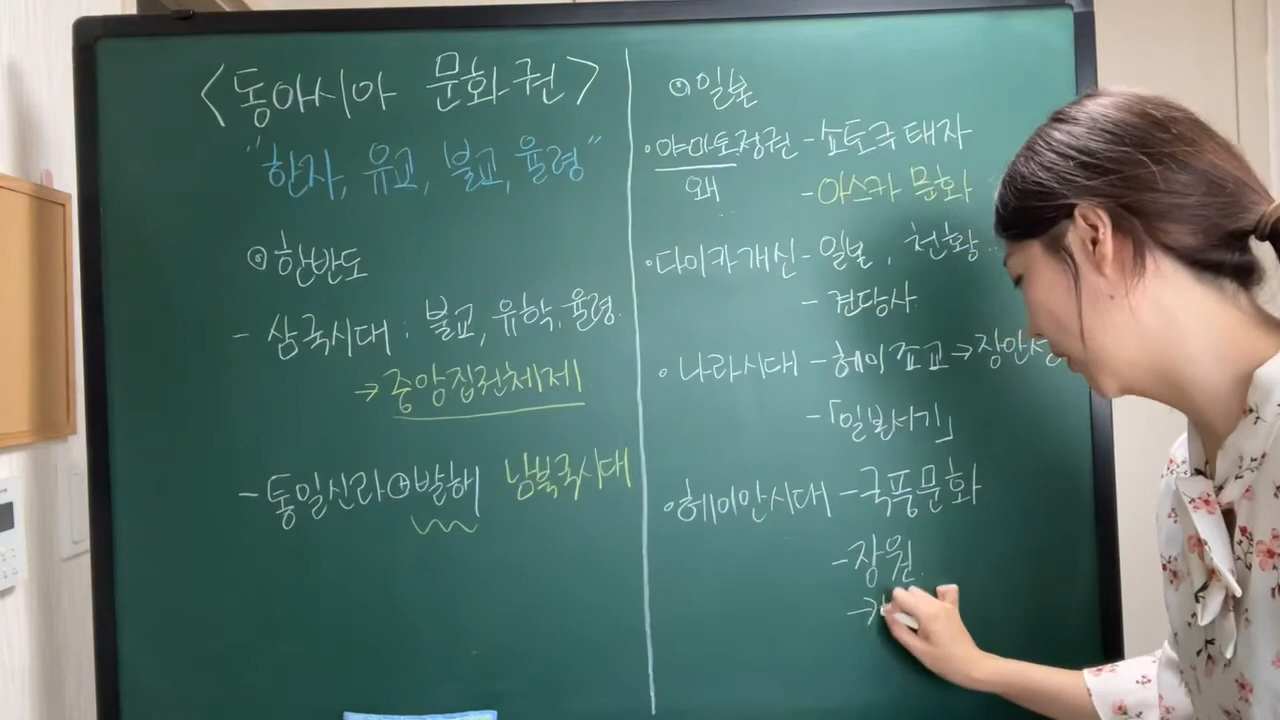 <동아시아 문화권>
"한자, 유교, 불교, 율령"
⊙한반도
- 삼국시대 : 불교, 유학, 율령.
→ 중앙집권체제
- 통일신라⊕발해 남북국시대
⊙일본
·야마토정권 - 쇼토쿠 태자
왜 - 아스카 문화
·다이카개신 - 일본, 천황
- 견당사
·나라시대 - 헤이죠쿄→장안성
-「일본서기」
·헤이안시대 - 국풍문화
- 장원.
→